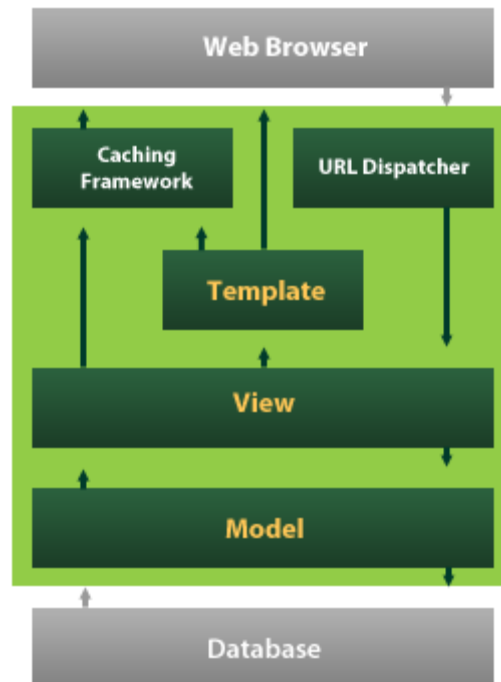 Web Browser
Caching
Framework
URL Dispatcher
Template
View
Model
Database